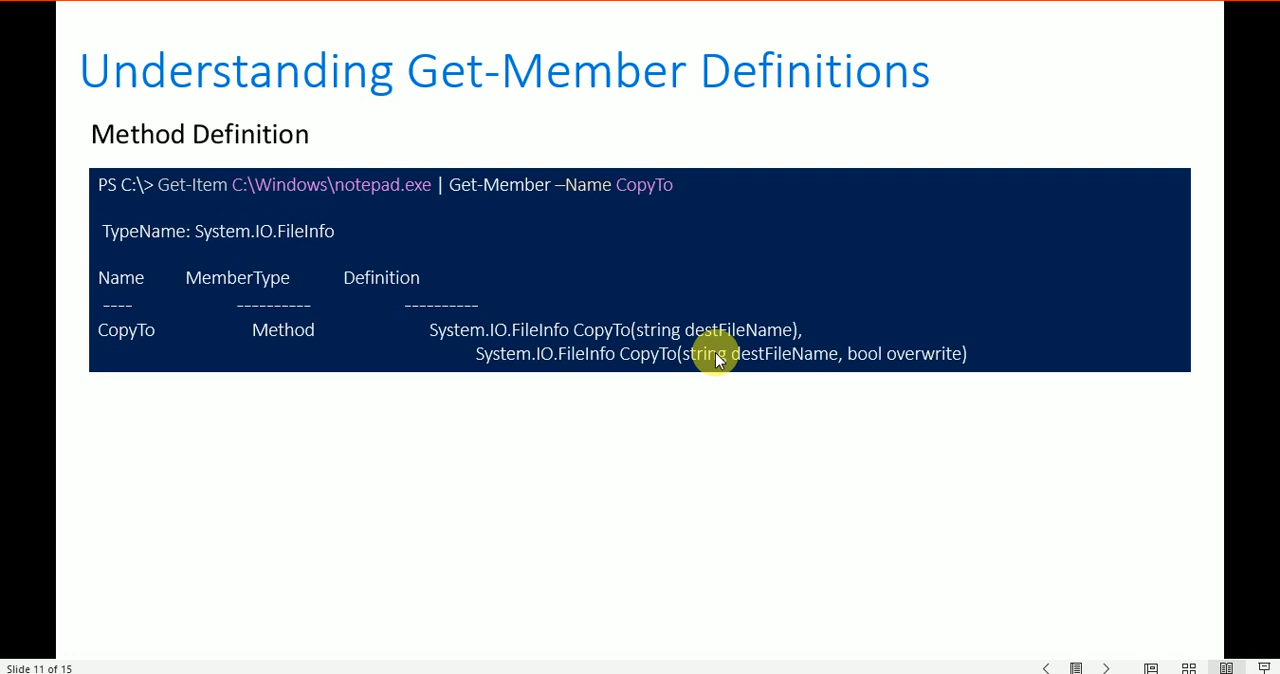 Understanding Get-Member Definitions
Method Definition
PS C:\> Get-Item C:\Windows\notepad.exe | Get-Member –Name CopyTo
TypeName: System.IO.FileInfo
Name MemberType Definition
---- ---------- ----------
CopyTo Method System.IO.FileInfo CopyTo(string destFileName),
System.IO.FileInfo CopyTo(string destFileName, bool overwrite)
Slide 11 of 15